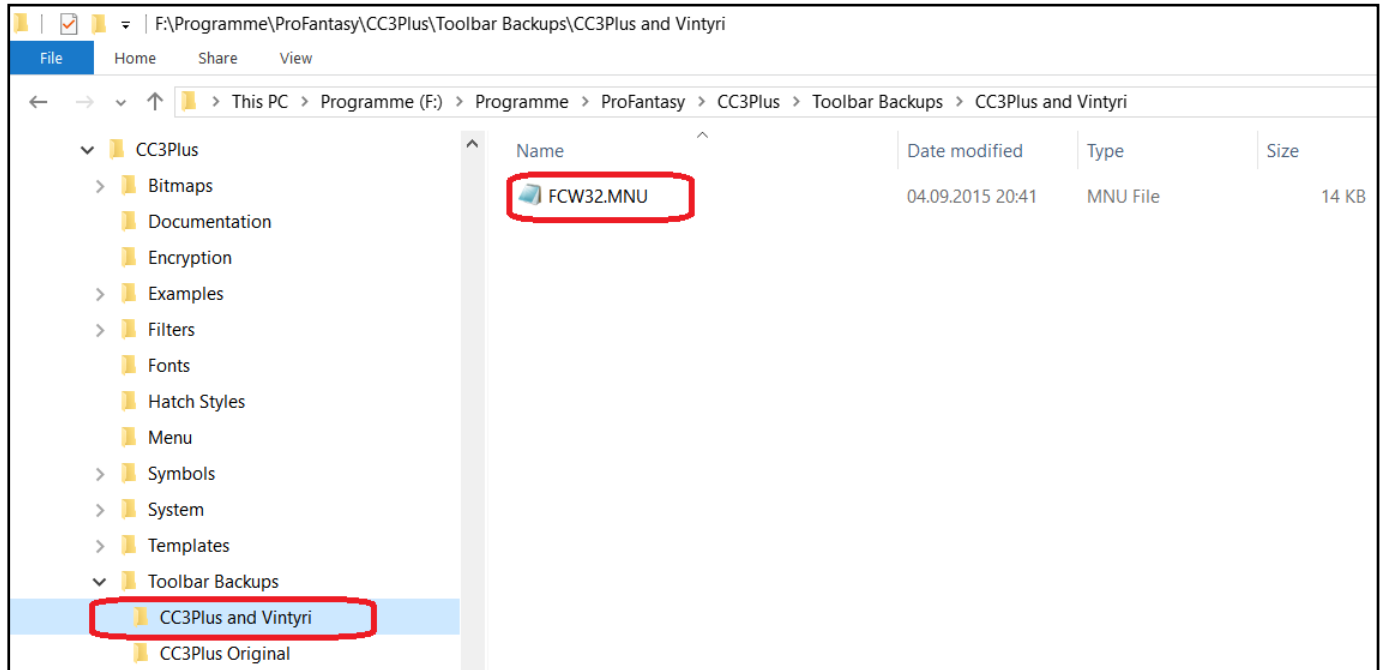 F:\Programme\ProFantasy\CC3Plus\Toolbar Backups\CC3Plus and Vintyri
File Home Share View
This PC > Programme (F:) > Programme > ProFantasy > CC3Plus > Toolbar Backups > CC3Plus and Vintyri
CC3Plus
Bitmaps
Documentation
Encryption
Examples
Filters
Fonts
Hatch Styles
Menu
Symbols
System
Templates
Toolbar Backups
CC3Plus and Vintyri
CC3Plus Original
Name Date modified Type Size
FCW32.MNU 04.09.2015 20:41 MNU File 14 KB